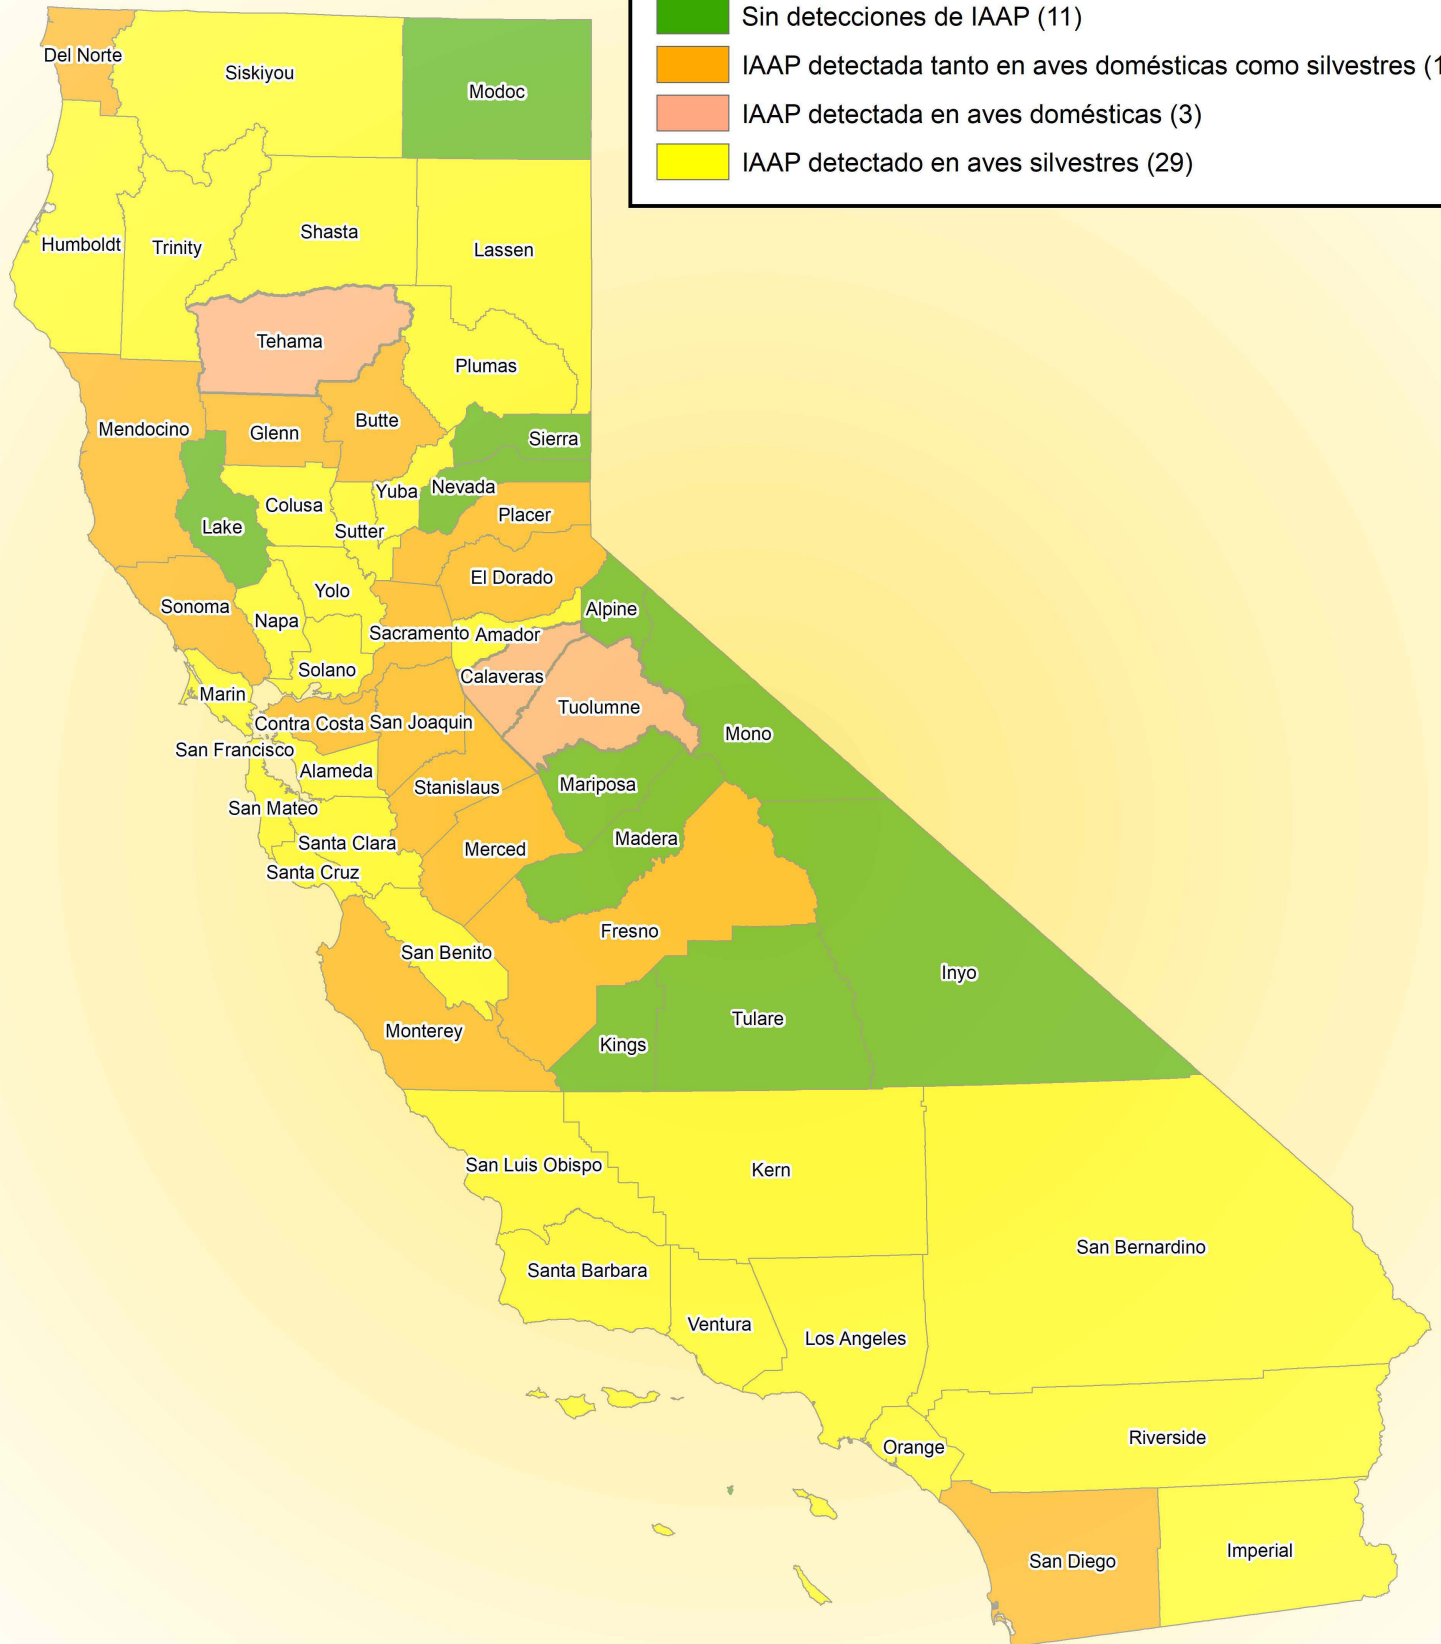 Sin detecciones de IAAP (11)
IAAP detectada tanto en aves domésticas como silvestres (1
IAAP detectada en aves domésticas (3)
IAAP detectado en aves silvestres (29)
Del Norte
Siskiyou
Modoc
Humboldt
Trinity
Shasta
Lassen
Tehama
Plumas
Mendocino
Glenn
Butte
Sierra
Nevada
Yuba
Colusa
Placer
Lake
Sutter
El Dorado
Yolo
Sonoma
Napa
Alpine
Sacramento
Amador
Solano
Calaveras
Marin
Tuolumne
Contra Costa
San Joaquin
Mono
San Francisco
Alameda
Stanislaus
Mariposa
San Mateo
Santa Clara
Merced
Madera
Santa Cruz
Fresno
San Benito
Inyo
Monterey
Kings
Tulare
San Luis Obispo
Kern
San Bernardino
Santa Barbara
Ventura
Los Angeles
Orange
Riverside
San Diego
Imperial